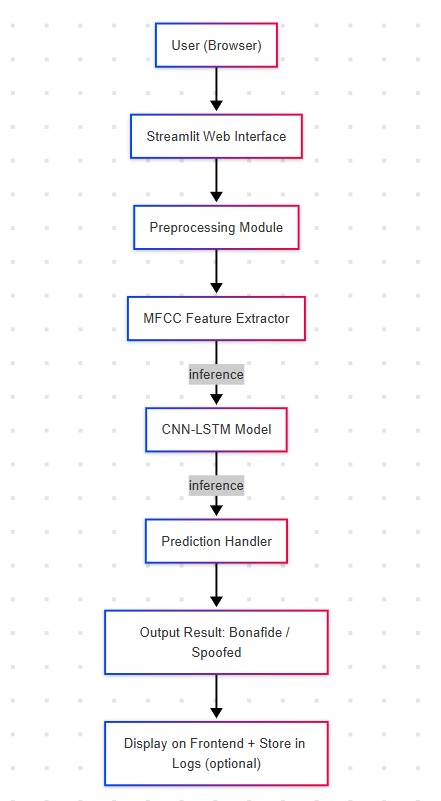 User (Browser)
Streamlit Web Interface
Preprocessing Module
MFCC Feature Extractor
inference
CNN-LSTM Model
inference
Prediction Handler
Output Result: Bonafide /
Spoofed
Display on Frontend + Store in
Logs (optional)